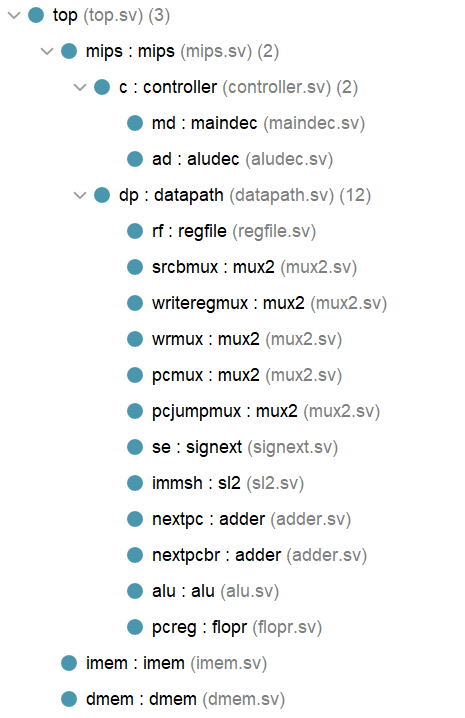 top (top.sv) (3)
mips : mips (mips.sv) (2)
c : controller (controller.sv) (2)
md : maindec (maindec.sv)
ad : aludec (aludec.sv)
dp : datapath (datapath.sv) (12)
rf : regfile (regfile.sv)
srcbmux : mux2 (mux2.sv)
writeregmux : mux2 (mux2.sv)
wrmux : mux2 (mux2.sv)
pcmux : mux2 (mux2.sv)
pcjumpmux : mux2 (mux2.sv)
se : signext (signext.sv)
immsh : sl2 (sl2.sv)
nextpc : adder (adder.sv)
nextpcbr : adder (adder.sv)
alu : alu (alu.sv)
pcreg : flopr (flopr.sv)
imem : imem (imem.sv)
dmem : dmem (dmem.sv)